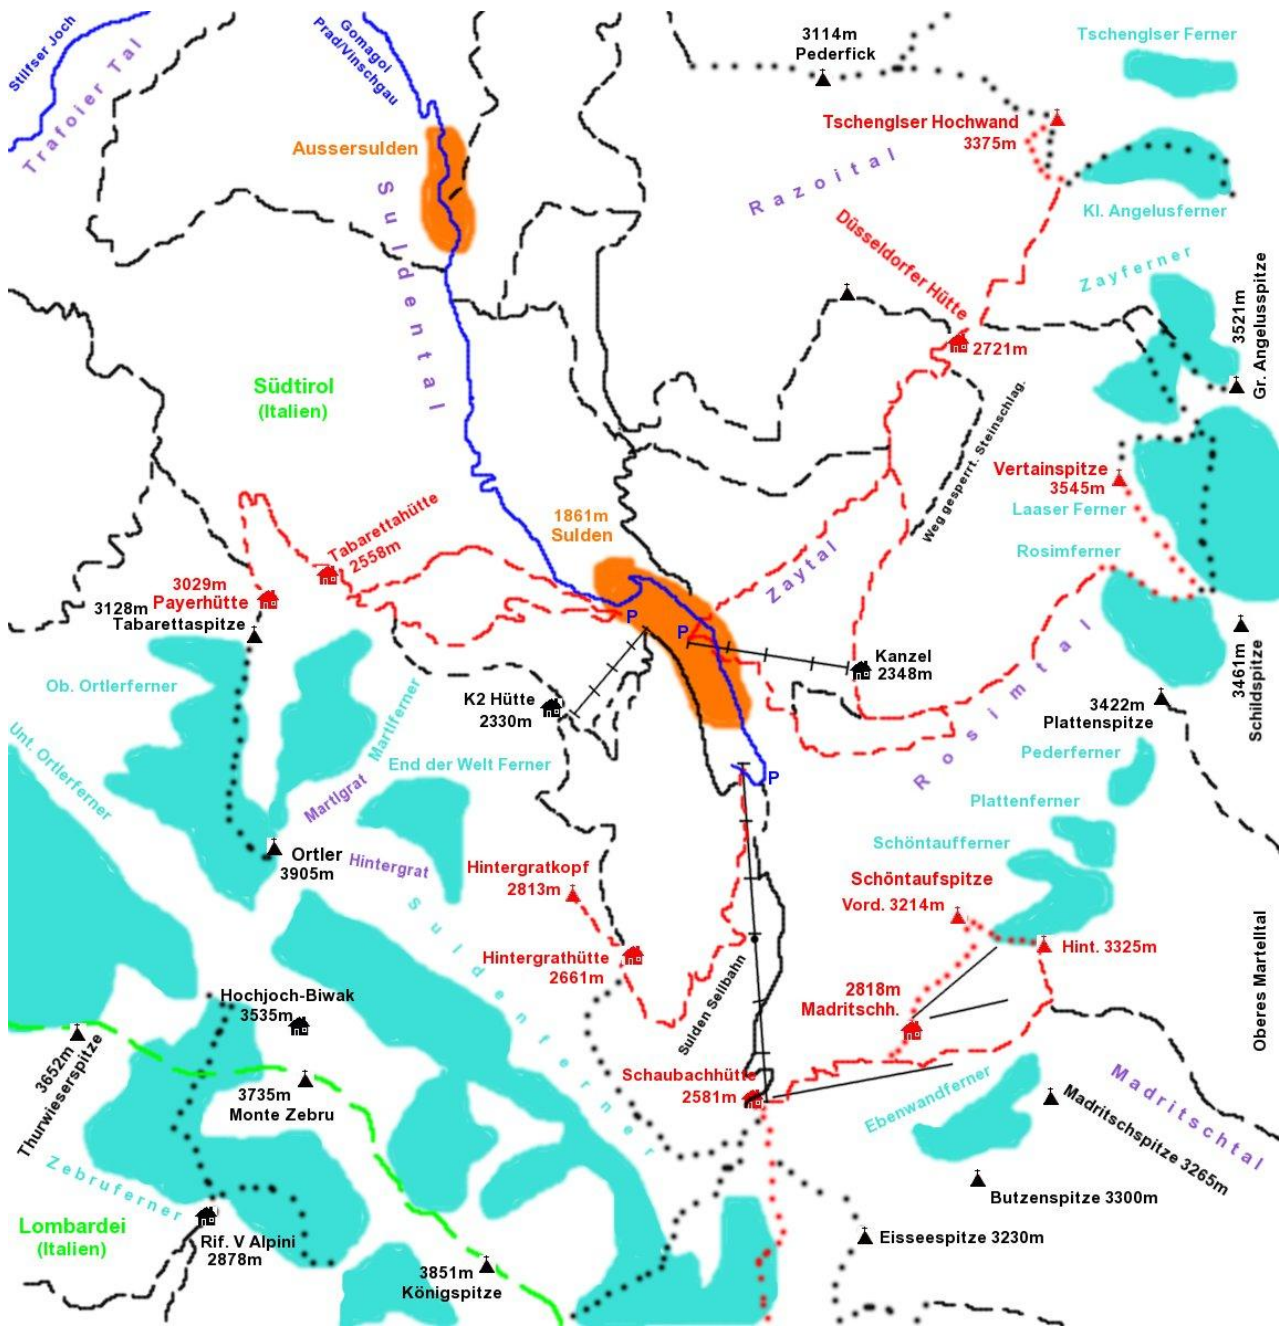 Stilfser Joch
Trafoier Tal
Gomagoi
Prad/Vinschgau
3114m
Pederfick
Tschenglser Ferner
Aussersulden
Tschenglser Hochwand
3375m
Razoital
Suldental
Kl. Angelusferner
Düsseldorfer Hütte
2721m
Zayferner
3521m
Gr. Angelusspitze
Südtirol
(Italien)
Weg gesperrt. Steinschlag.
Vertainspitze
3545m
Laaser Ferner
Rosimferner
Tabarettahütte
2558m
1861m
Sulden
Zaytal
3029m
Payerhütte
3128m
Tabarettaspitze
P
P
Kanzel
2348m
Rosimtal
3461m
Schildspitze
3422m
Plattenspitze
Ob. Ortlerferner
Martlferner
K2 Hütte
2330m
Unt. Ortlerferner
End der Welt Ferner
Martlgrat
P
Pederferner
Plattenferner
Ortler
3905m
Hintergrat
Hintergratkopf
2813m
Schöntaufferner
Schöntaufspitze
Vord. 3214m
Hint. 3325m
Suldenferner
Hintergrathütte
2661m
Sulden Seilbahn
2818m
Madritschh.
Oberes Martelltal
Hochjoch-Biwak
3535m
3652m
Thurwieserspitze
3735m
Monte Zebru
Schaubachhütte
2581m
Ebenwandferner
Madritschtal
Madritschspitze 3265m
Zebruferner
Butzenspitze 3300m
Lombardei
(Italien)
Rif. V Alpini
2878m
Eisseespitze 3230m
3851m
Königspitze